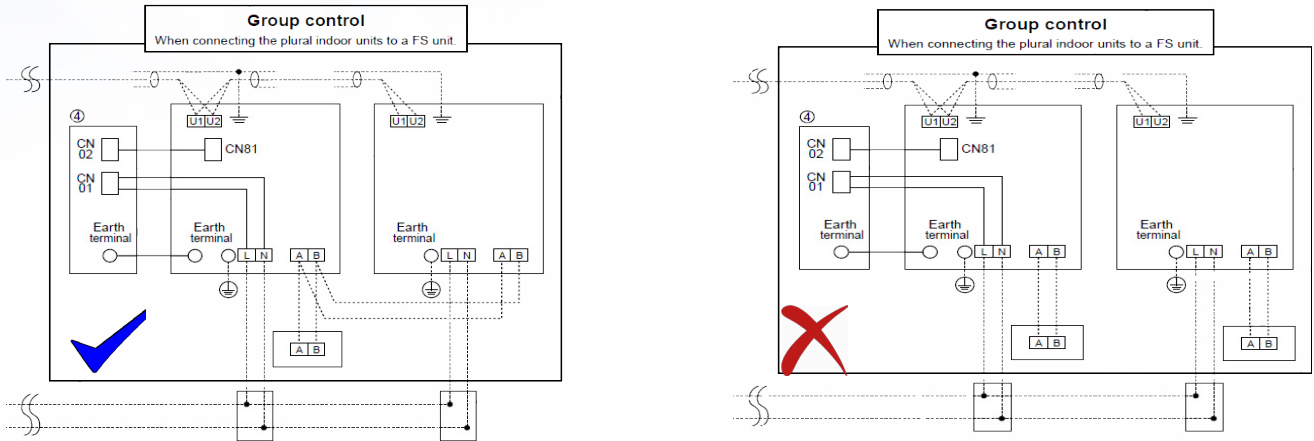 Group control
When connecting the plural indoor units to a FS unit.
④
U1 U2
U1 U2
CN
02
CN81
CN
01
Earth
terminal
Earth
terminal
Earth
terminal
L N
A B
L N
A B
A B
Group control
When connecting the plural indoor units to a FS unit.
④
U1 U2
U1 U2
CN
02
CN81
CN
01
Earth
terminal
Earth
terminal
Earth
terminal
L N
A B
L N
A B
A B
A B